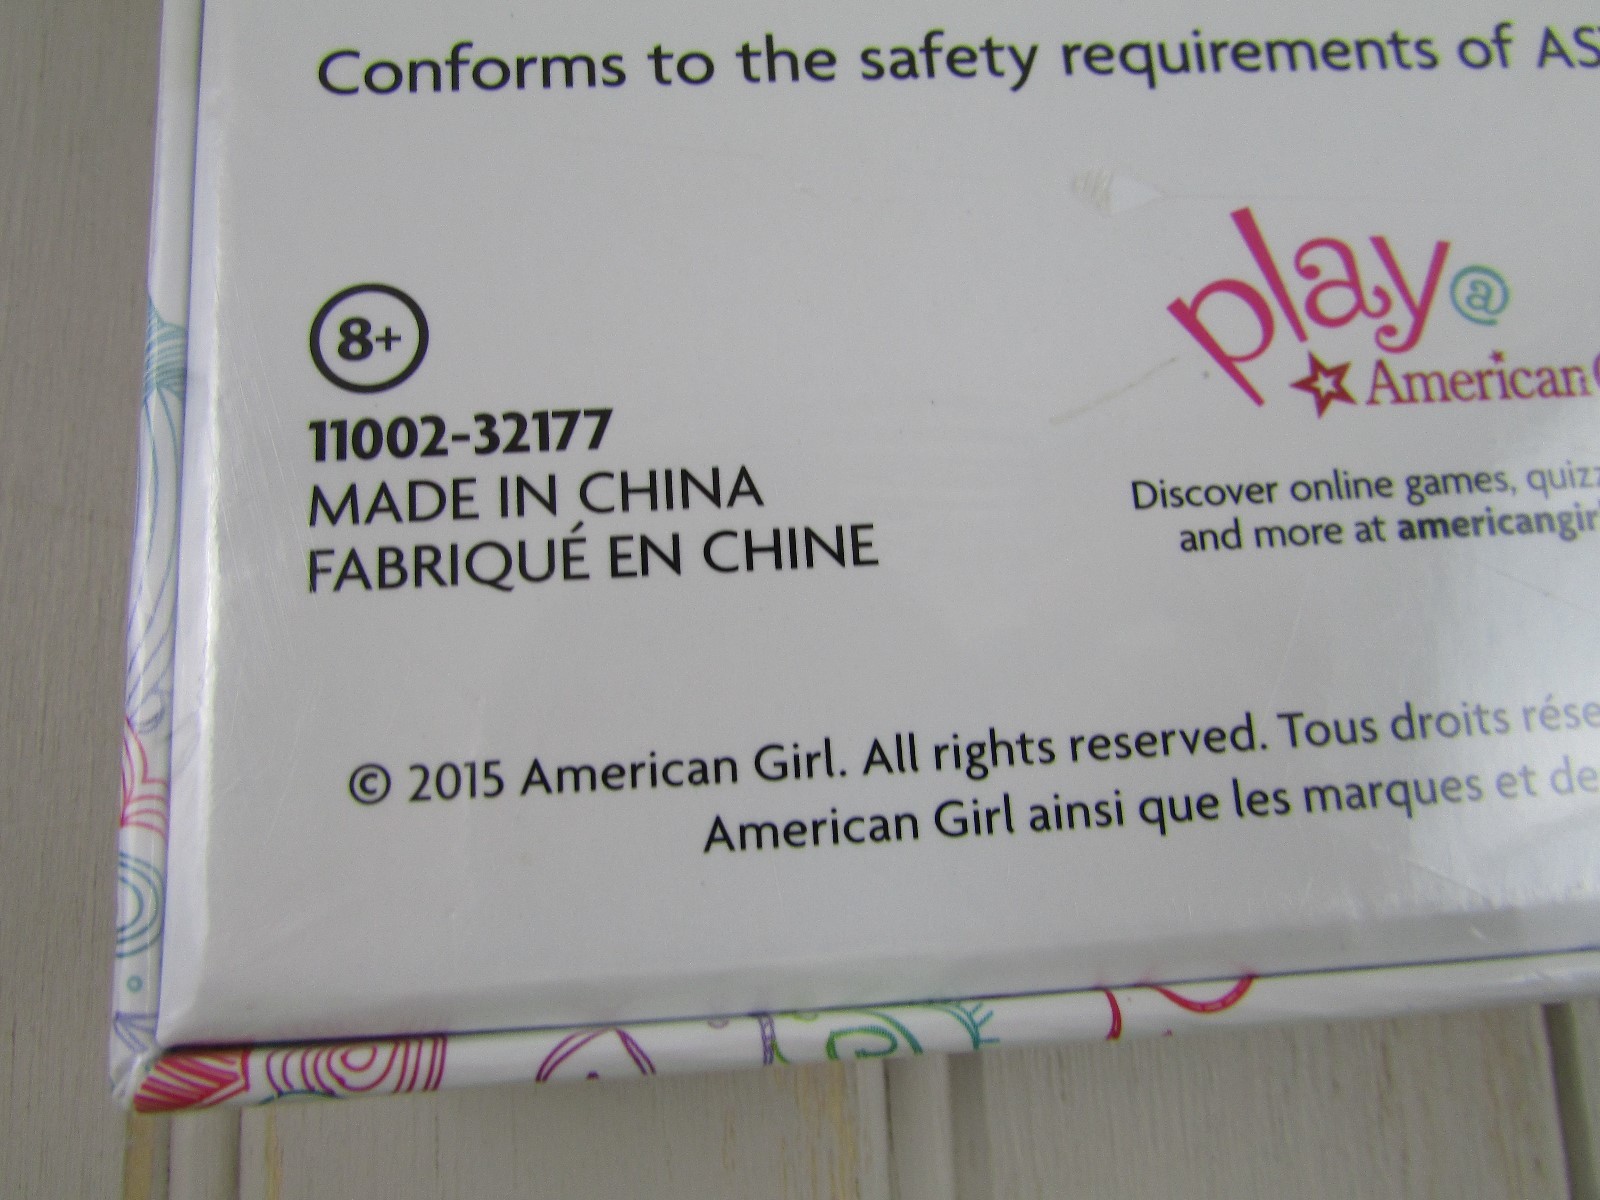 Conforms to the safety requirements of
8+
11002-32177
MADE IN CHINA
FABRIQUÉ EN CHINE
play@
American
Discover online games,
and more at
© 2015 American Girl. All rights reserved. Tous droits
American Girl ainsi que les marques et